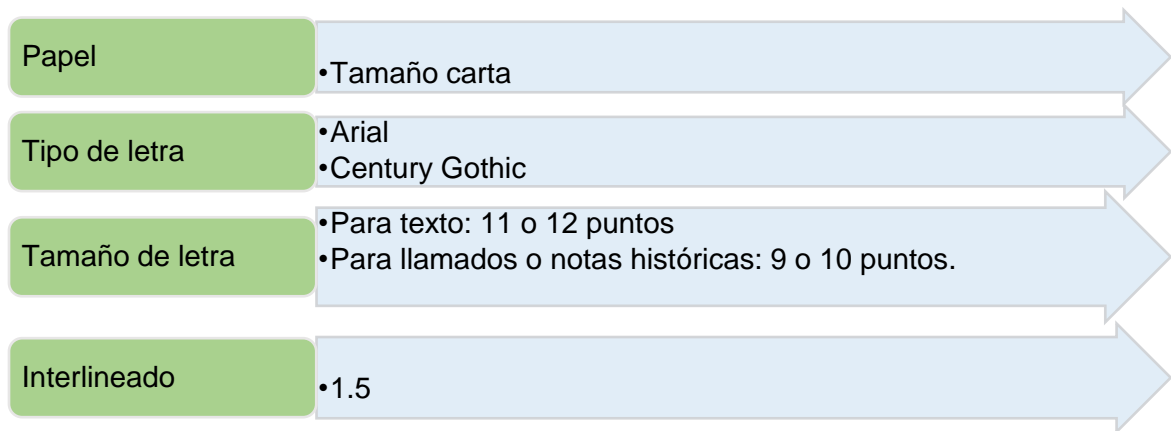 Papel
•Tamaño carta
Tipo de letra
•Arial
•Century Gothic
Tamaño de letra
•Para texto: 11 o 12 puntos
•Para llamados o notas históricas: 9 o 10 puntos.
Interlineado
•1.5